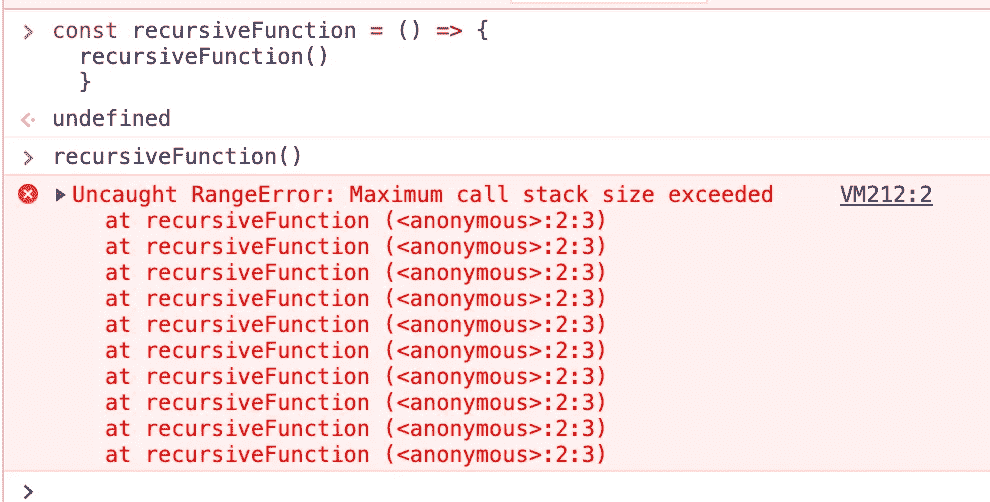 > const recursiveFunction = () => {
    recursiveFunction()
    }
<· undefined
> recursiveFunction()
▶Uncaught RangeError: Maximum call stack size exceeded VM212:2
    at recursiveFunction (<anonymous>:2:3)
    at recursiveFunction (<anonymous>:2:3)
    at recursiveFunction (<anonymous>:2:3)
    at recursiveFunction (<anonymous>:2:3)
    at recursiveFunction (<anonymous>:2:3)
    at recursiveFunction (<anonymous>:2:3)
    at recursiveFunction (<anonymous>:2:3)
    at recursiveFunction (<anonymous>:2:3)
    at recursiveFunction (<anonymous>:2:3)
    at recursiveFunction (<anonymous>:2:3)
>